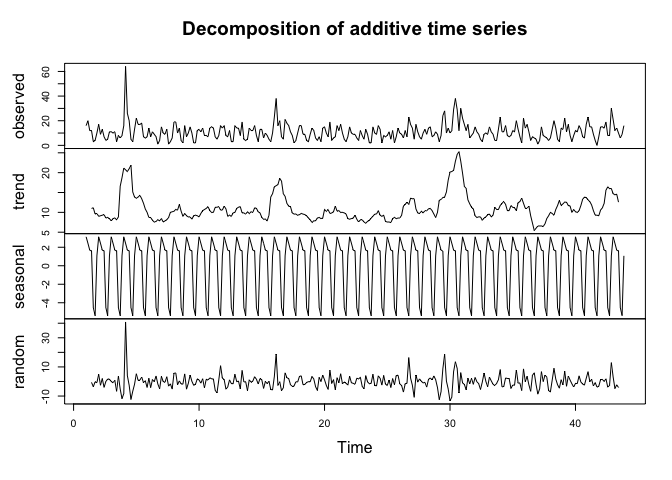 Decomposition of additive time series
observed
0 20 40 60
trend
5 10 20
seasonal
-4 -2 0 2
random
-10 10 30
0 10 20 30 40
Time